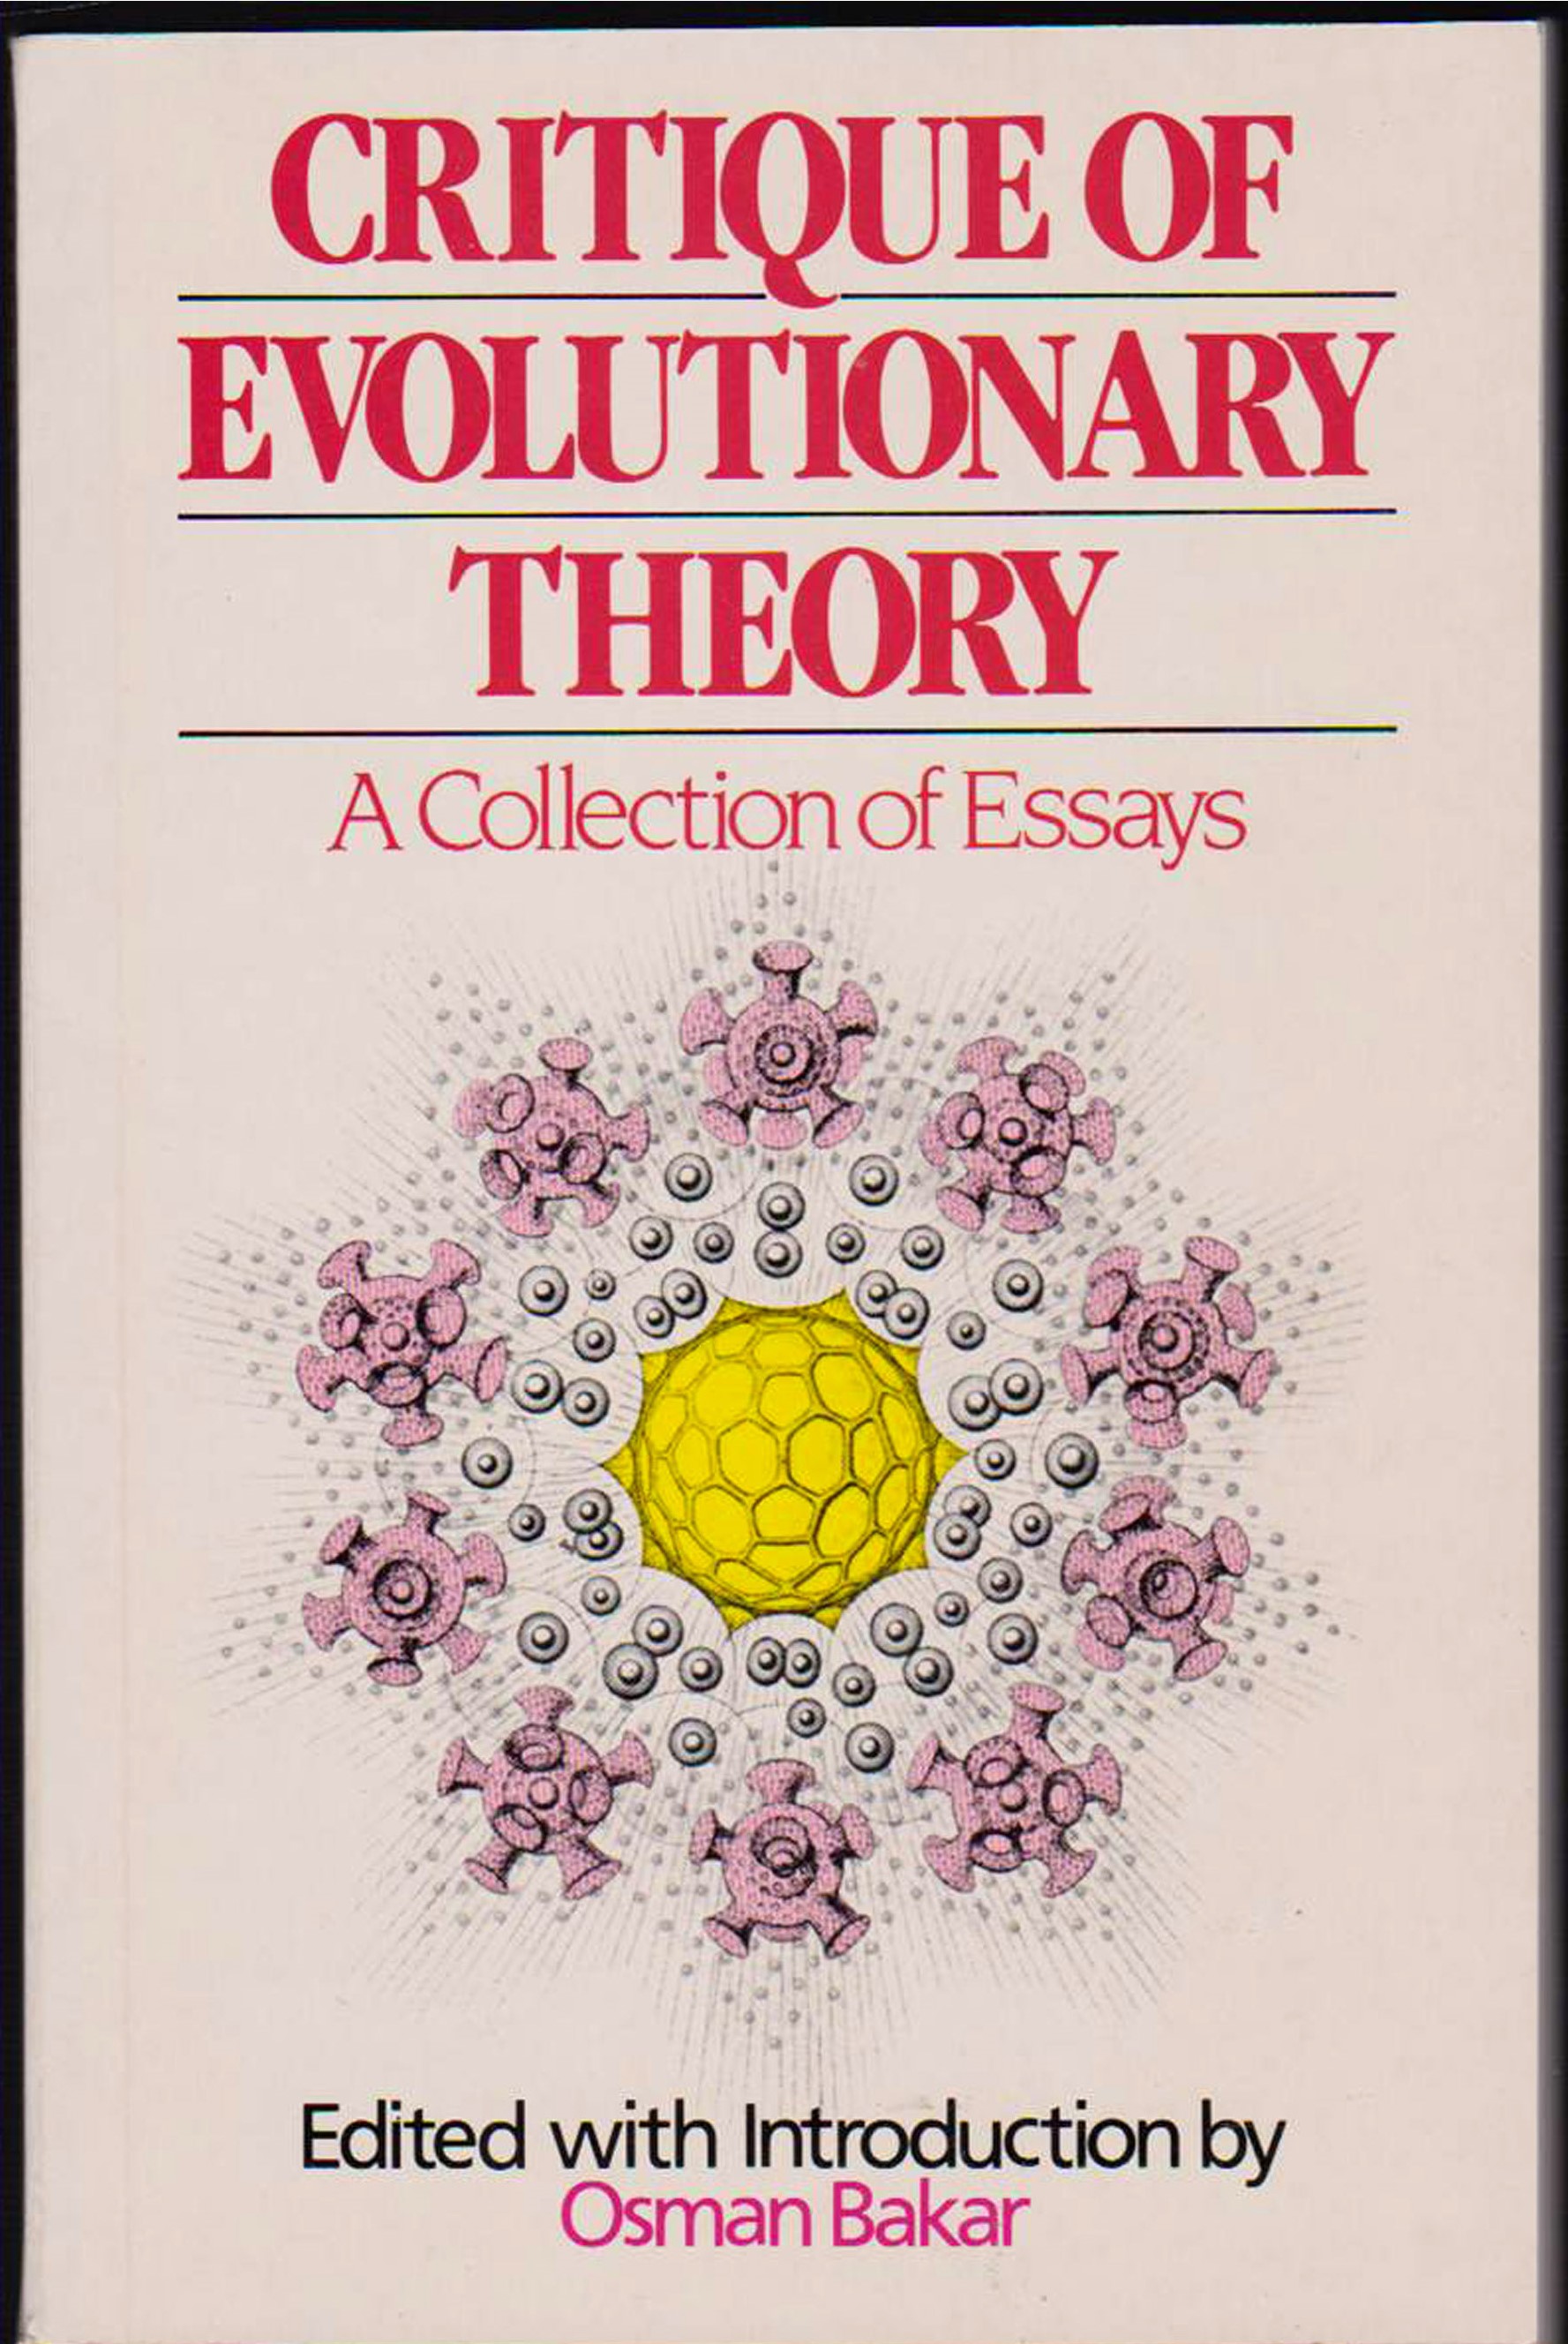 CRITIQUE OF
EVOLUTIONARY
THEORY
A Collection of Essays
Edited with Introduction by
Osman Bakar